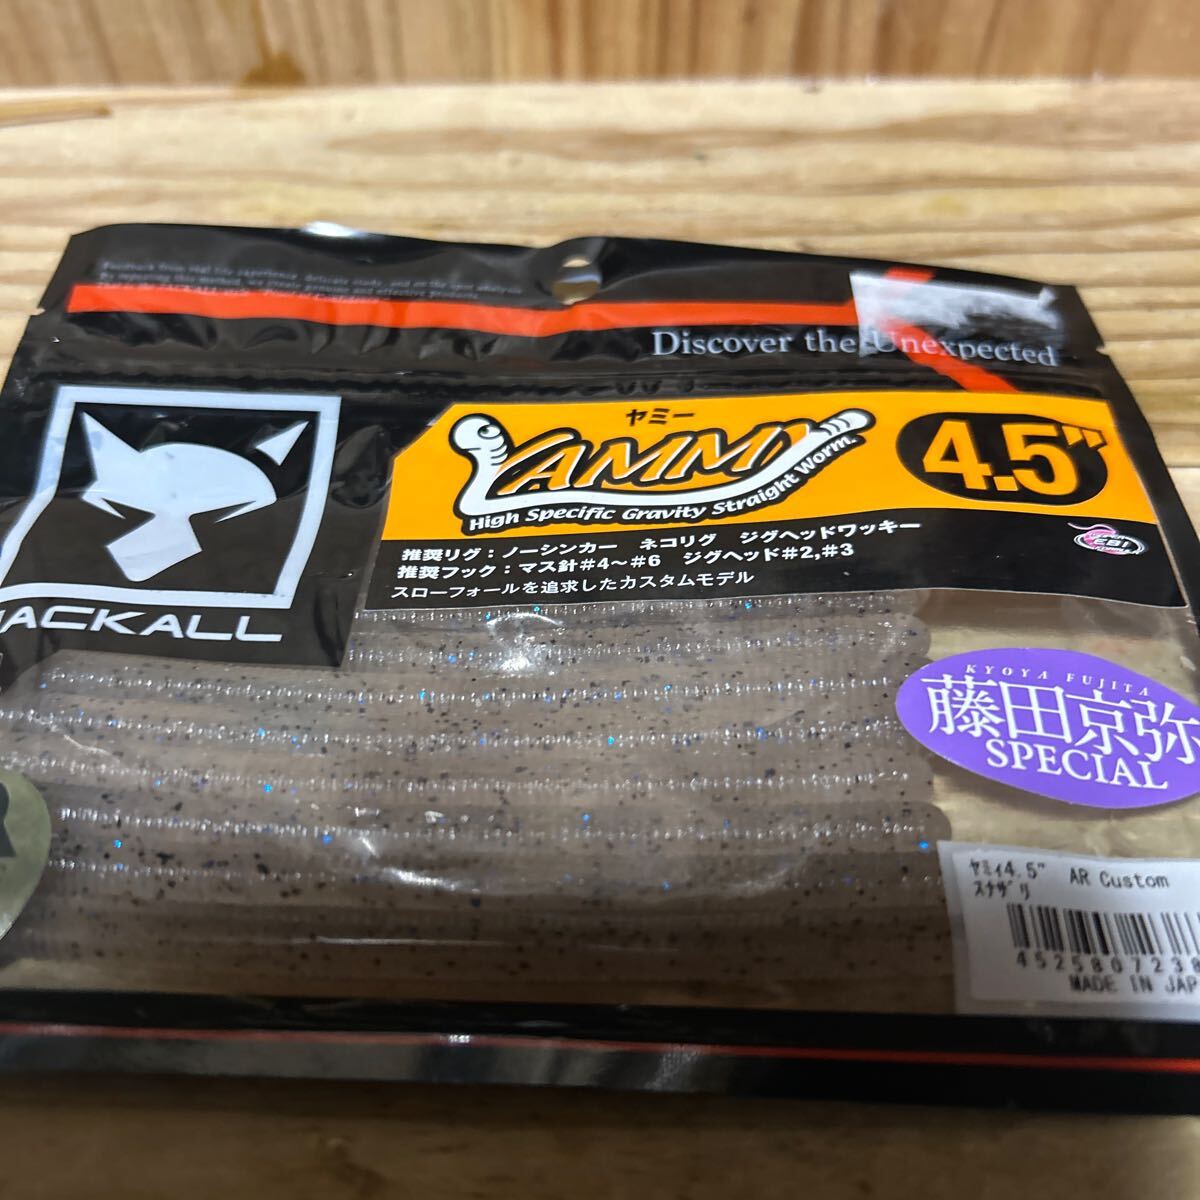 Discover the Unexpected
ヤミー
YAMMY
4.5"
High Specific Gravity Straight Worm.
推奨リグ：ノーシンカー ネコリグ ジグヘッドワッキー
推奨フック：マス針#4～#6 ジグヘッド#2,#3
スローフォールを追求したカスタムモデル
EBI
ACKALL
KYOYA FUJITA
藤田京弥
SPECIAL
R
ﾔﾐｨ4.5" AR Custom
ｽﾅｻﾞﾘ
452580723
MADE IN JAP